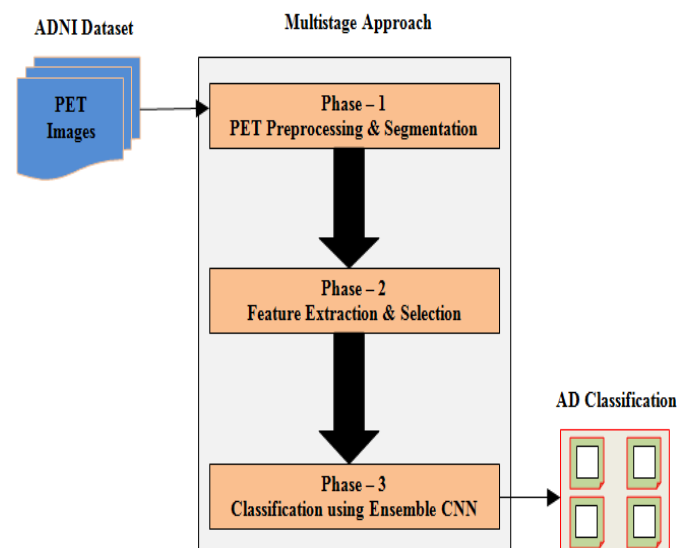 ADNI Dataset
Multistage Approach
PET
Images
Phase – 1
PET Preprocessing & Segmentation
Phase – 2
Feature Extraction & Selection
AD Classification
Phase – 3
Classification using Ensemble CNN